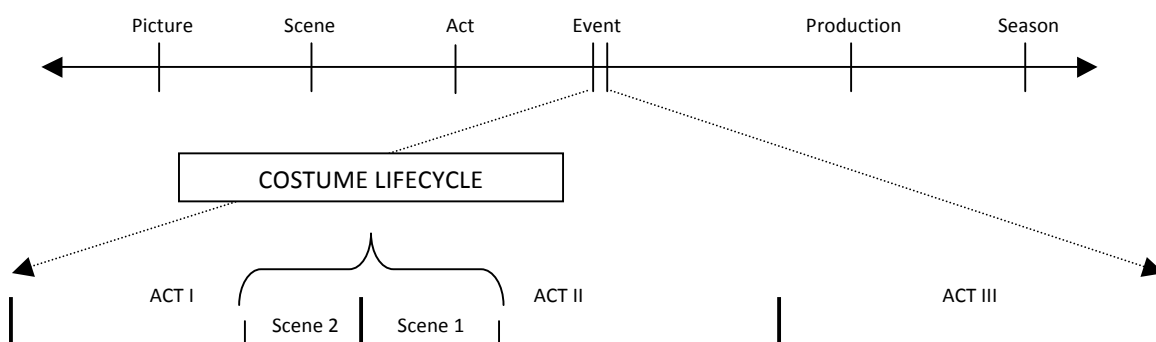 Picture Scene Act Event Production Season
COSTUME LIFECYCLE
ACT I ACT II ACT III
Scene 2 Scene 1